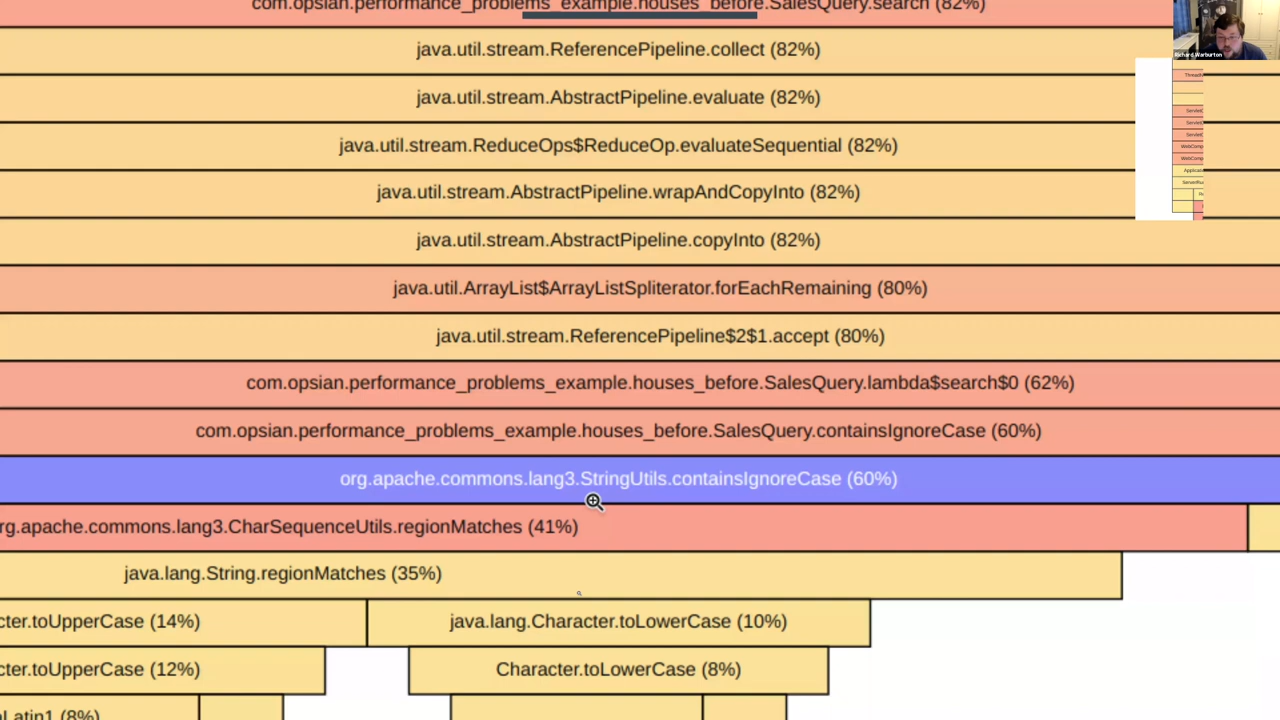 com.opsian.performance_problems_example.houses_before.SalesQuery.search (82%)
Richard Warburton
java.util.stream.ReferencePipeline.collect (82%)
java.util.stream.AbstractPipeline.evaluate (82%)
java.util.stream.ReduceOps$ReduceOp.evaluateSequential (82%)
java.util.stream.AbstractPipeline.wrapAndCopyInto (82%)
java.util.stream.AbstractPipeline.copyInto (82%)
java.util.ArrayList$ArrayListSpliterator.forEachRemaining (80%)
java.util.stream.ReferencePipeline$2$1.accept (80%)
com.opsian.performance_problems_example.houses_before.SalesQuery.lambda$search$0 (62%)
com.opsian.performance_problems_example.houses_before.SalesQuery.containsIgnoreCase (60%)
org.apache.commons.lang3.StringUtils.containsIgnoreCase (60%)
rg.apache.commons.lang3.CharSequenceUtils.regionMatches (41%)
java.lang.String.regionMatches (35%)
cter.toUpperCase (14%)
java.lang.Character.toLowerCase (10%)
cter.toUpperCase (12%)
Character.toLowerCase (8%)
Latin1 (8%)